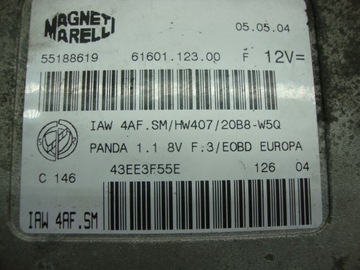 MAGNETI
MARELLI
05.05.04
55188619
61601.123.00
F
12V=
IAW 4AF.SM/HW407/20B8-W5Q
PANDA 1.1 8V F.3/EOBD EUROPA
C 146
43EE3F55E
126
04
IAW 4AF.SM